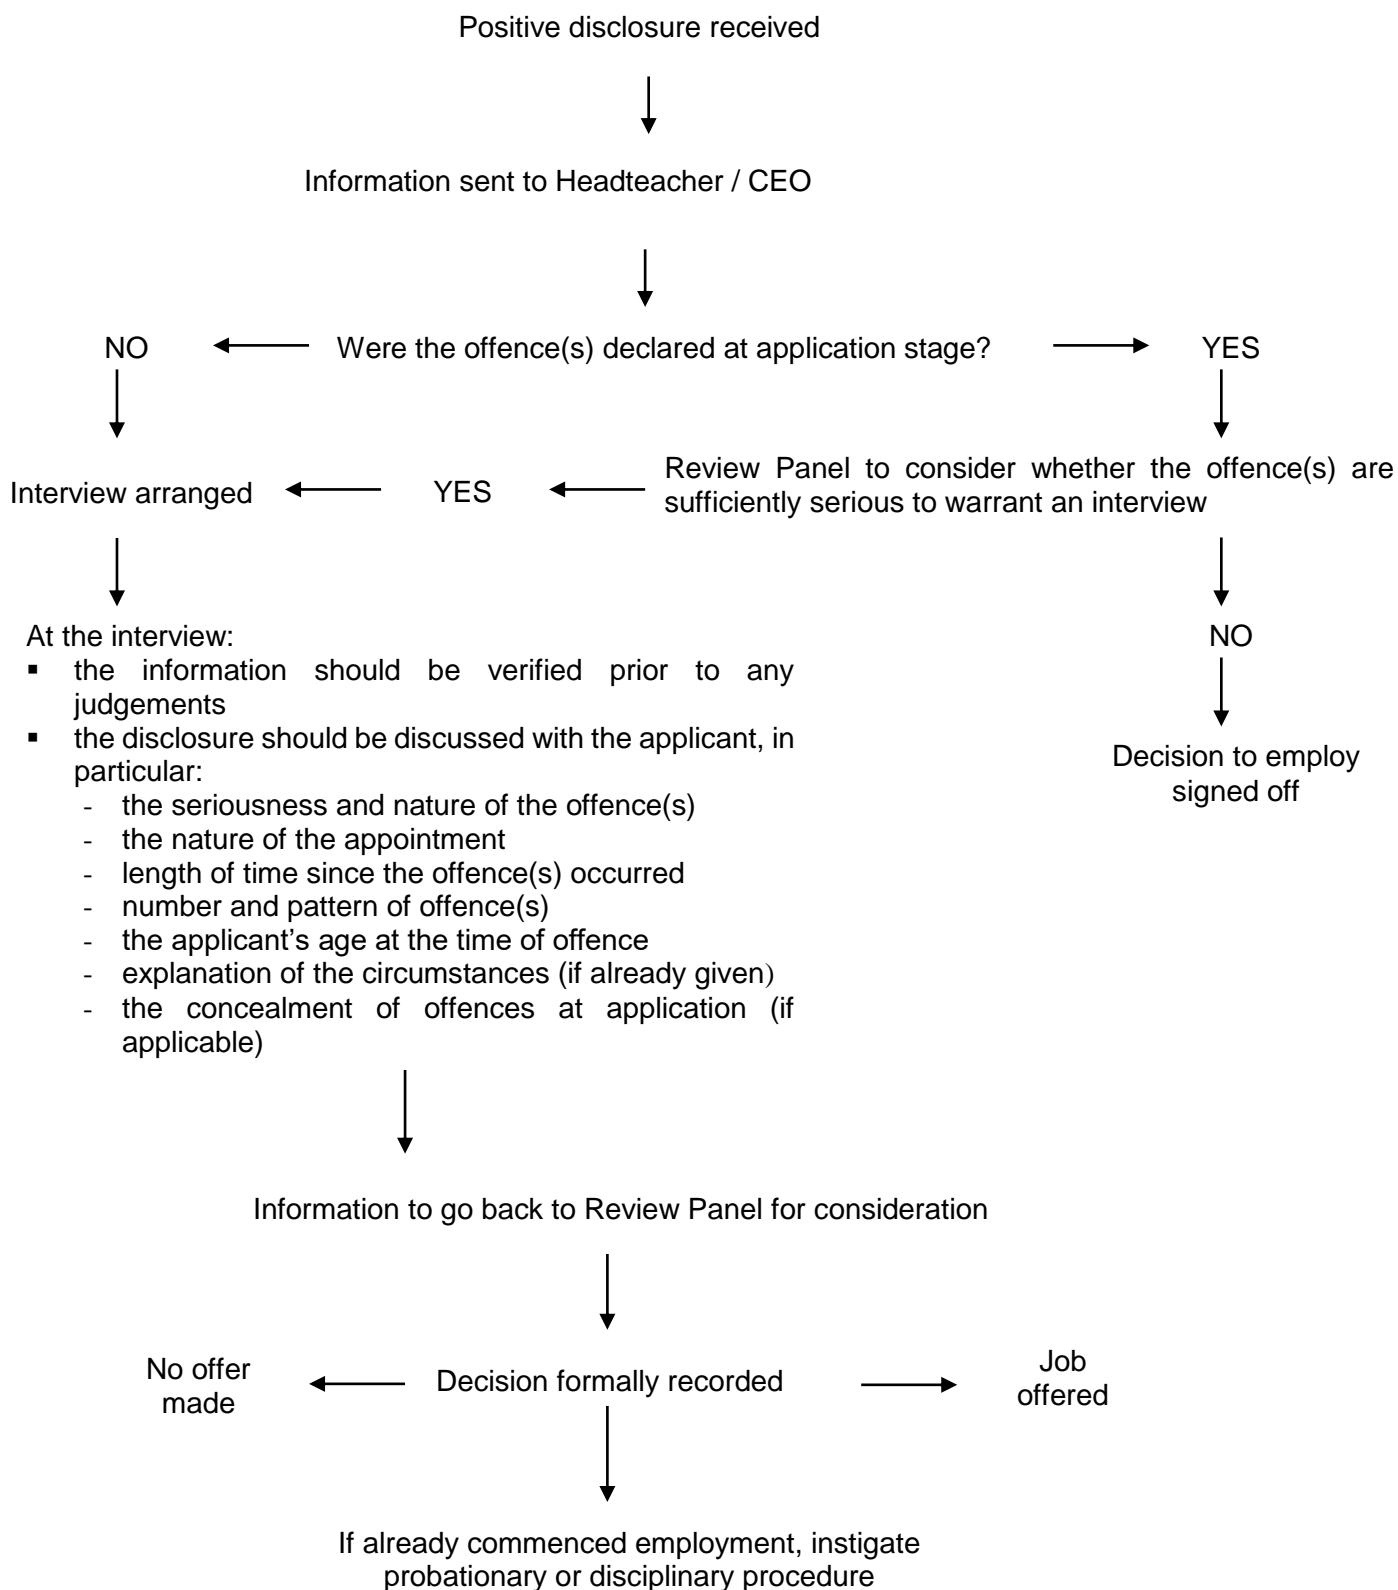 Positive disclosure received
Information sent to Headteacher / CEO
NO
Were the offence(s) declared at application stage?
YES
Interview arranged
YES
Review Panel to consider whether the offence(s) are
sufficiently serious to warrant an interview
At the interview:
▪ the information should be verified prior to any
judgements
▪ the disclosure should be discussed with the applicant, in
particular:
- the seriousness and nature of the offence(s)
- the nature of the appointment
- length of time since the offence(s) occurred
- number and pattern of offence(s)
- the applicant’s age at the time of offence
- explanation of the circumstances (if already given)
- the concealment of offences at application (if
applicable)
NO
Decision to employ
signed off
Information to go back to Review Panel for consideration
No offer
made
Decision formally recorded
Job
offered
If already commenced employment, instigate
probationary or disciplinary procedure